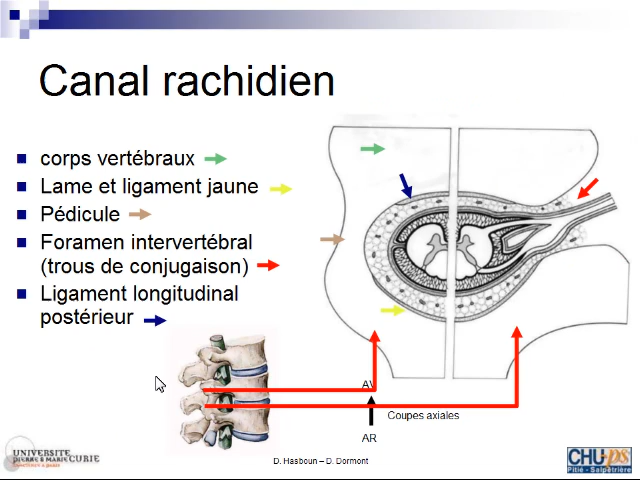 Canal rachidien
corps vertébraux
Lame et ligament jaune
Pédicule
Foramen intervertébral
(trous de conjugaison)
Ligament longitudinal
postérieur
AV
Coupes axiales
AR
D. Hasboun – D. Dormont
UNIVERSITE
PIERRE & MARIE CURIE
CHU ps
Pitié - Salpêtrière